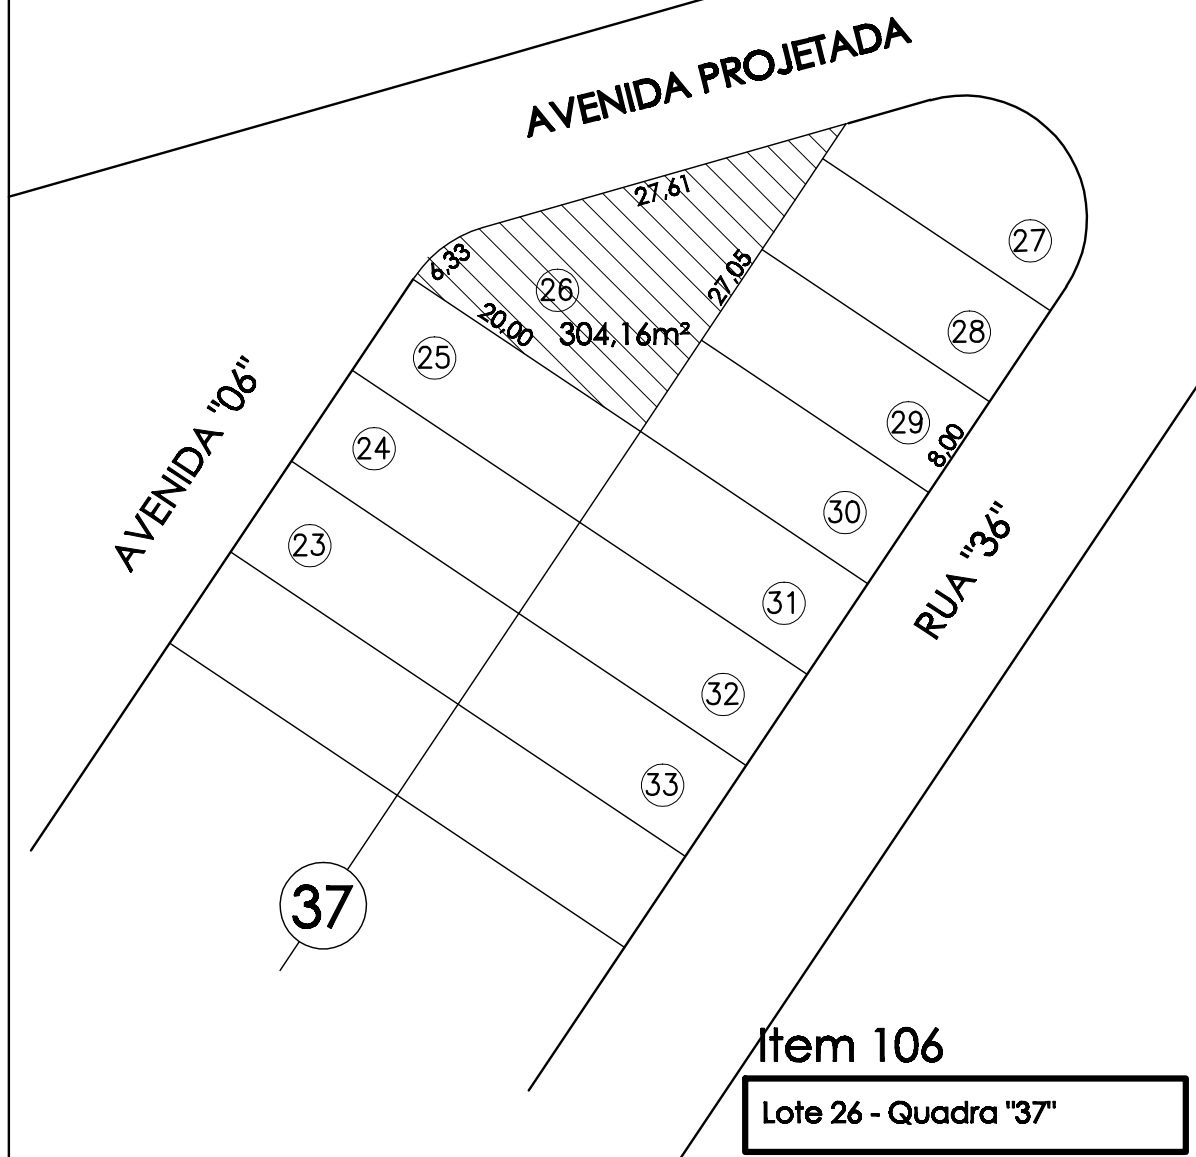 AVENIDA PROJETADA
27,61
27
6,33
27,05
26
20,00
304,16m²
28
25
AVENIDA "06"
29
8,00
24
30
RUA "36"
23
31
32
33
37
Item 106
Lote 26 - Quadra "37"